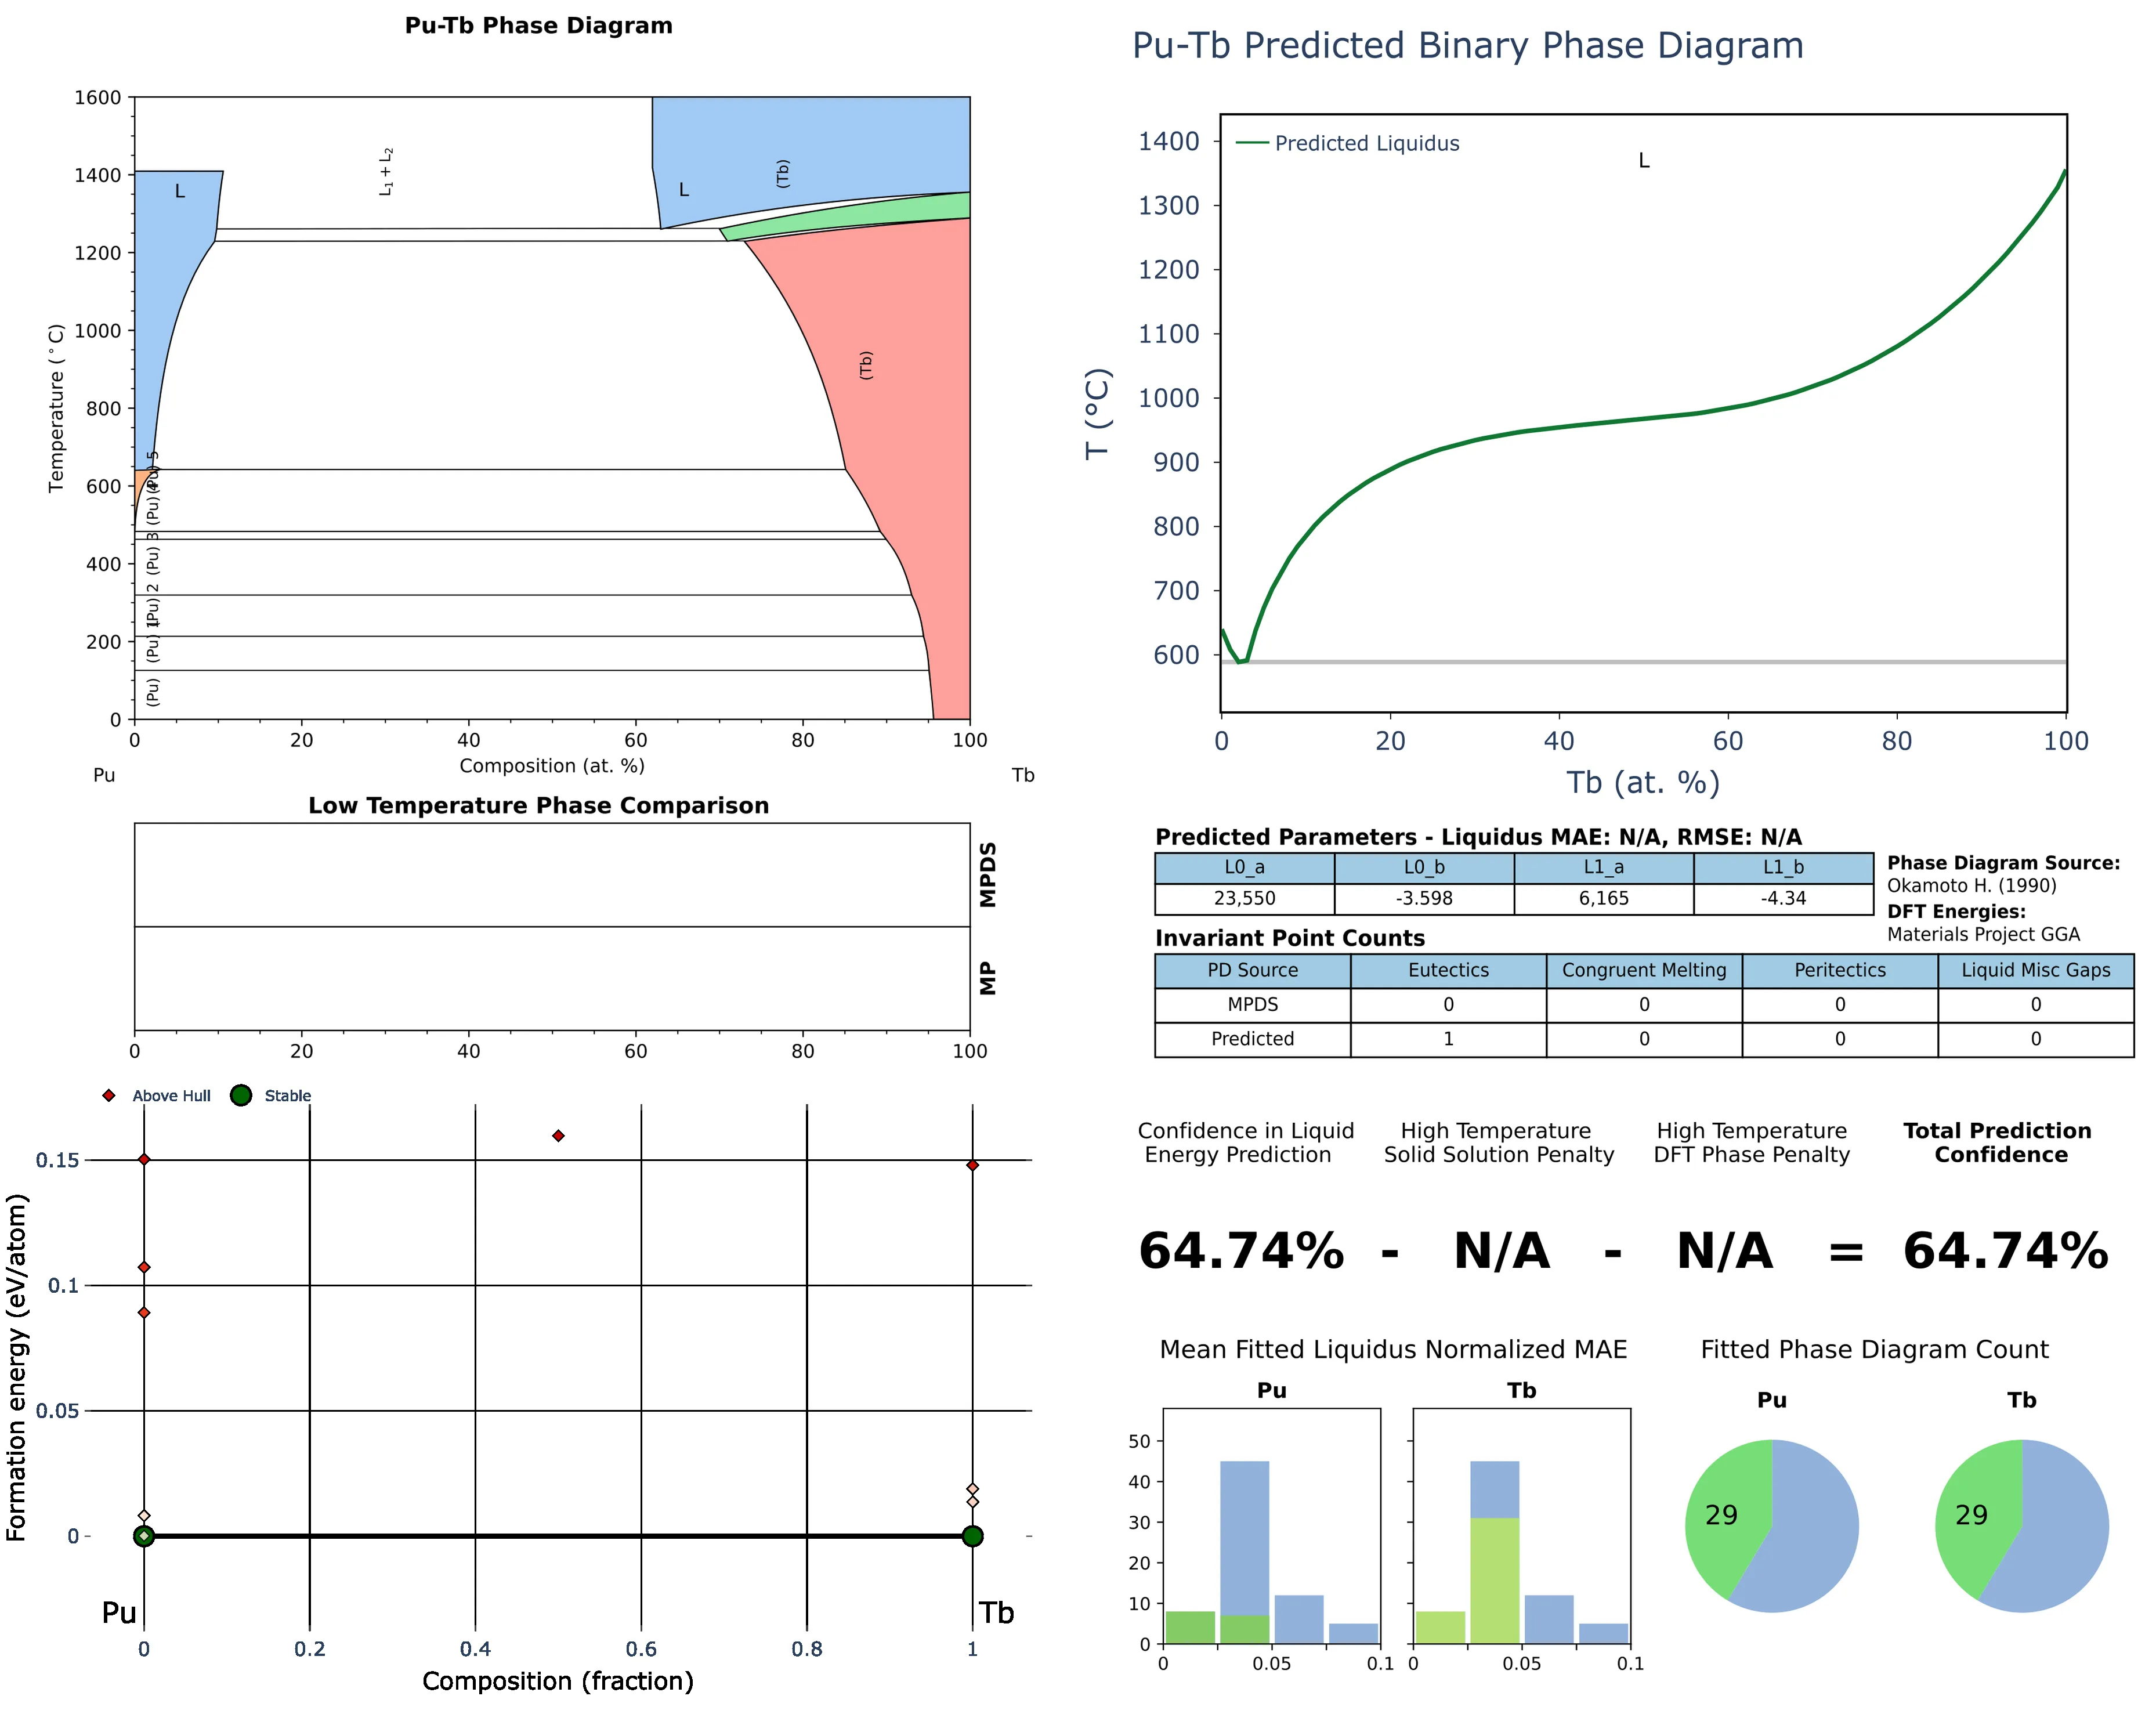 Pu-Tb Phase Diagram
1600
1400
1200
1000
800
600
400
200
0
Temperature (°C)
L
L₁ + L₂
L
(Tb)
(Tb)
(Pu) 5
(Pu) 4
(Pu) 3
(Pu) 2
(Pu) 1
(Pu)
0 20 40 60 80 100
Composition (at. %)
Pu Tb
Low Temperature Phase Comparison
MPDS
MP
0 20 40 60 80 100
Above Hull Stable
0.15
0.1
0.05
0
Formation energy (eV/atom)
Pu Tb
0 0.2 0.4 0.6 0.8 1
Composition (fraction)
Pu-Tb Predicted Binary Phase Diagram
Predicted Liquidus
L
1400
1300
1200
1100
1000
900
800
700
600
T (°C)
0 20 40 60 80 100
Tb (at. %)
Predicted Parameters - Liquidus MAE: N/A, RMSE: N/A
L0_a L0_b L1_a L1_b
23,550 -3.598 6,165 -4.34
Phase Diagram Source:
Okamoto H. (1990)
DFT Energies:
Materials Project GGA
Invariant Point Counts
PD Source Eutectics Congruent Melting Peritectics Liquid Misc Gaps
MPDS 0 0 0 0
Predicted 1 0 0 0
Confidence in Liquid
Energy Prediction
High Temperature
Solid Solution Penalty
High Temperature
DFT Phase Penalty
Total Prediction
Confidence
64.74% - N/A - N/A = 64.74%
Mean Fitted Liquidus Normalized MAE
Pu Tb
50
40
30
20
10
0
0 0.05 0.1 0 0.05 0.1
Fitted Phase Diagram Count
Pu Tb
29 29